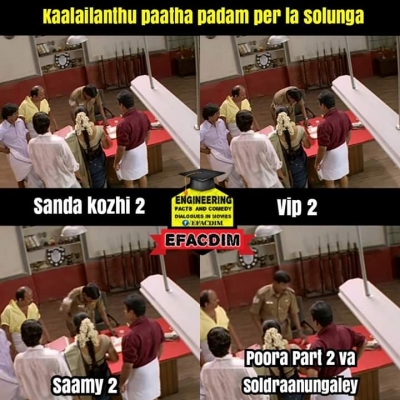 Kaalailanthu paatha padam per la solunga
Sanda kozhi 2
Vip 2
ENGINEERING
FACTS AND COMEDY
DIALOGUES IN MOVIES
/EFACDIM
EFACDIM
Saamy 2
Poora Part 2 va
Soldraanungaley